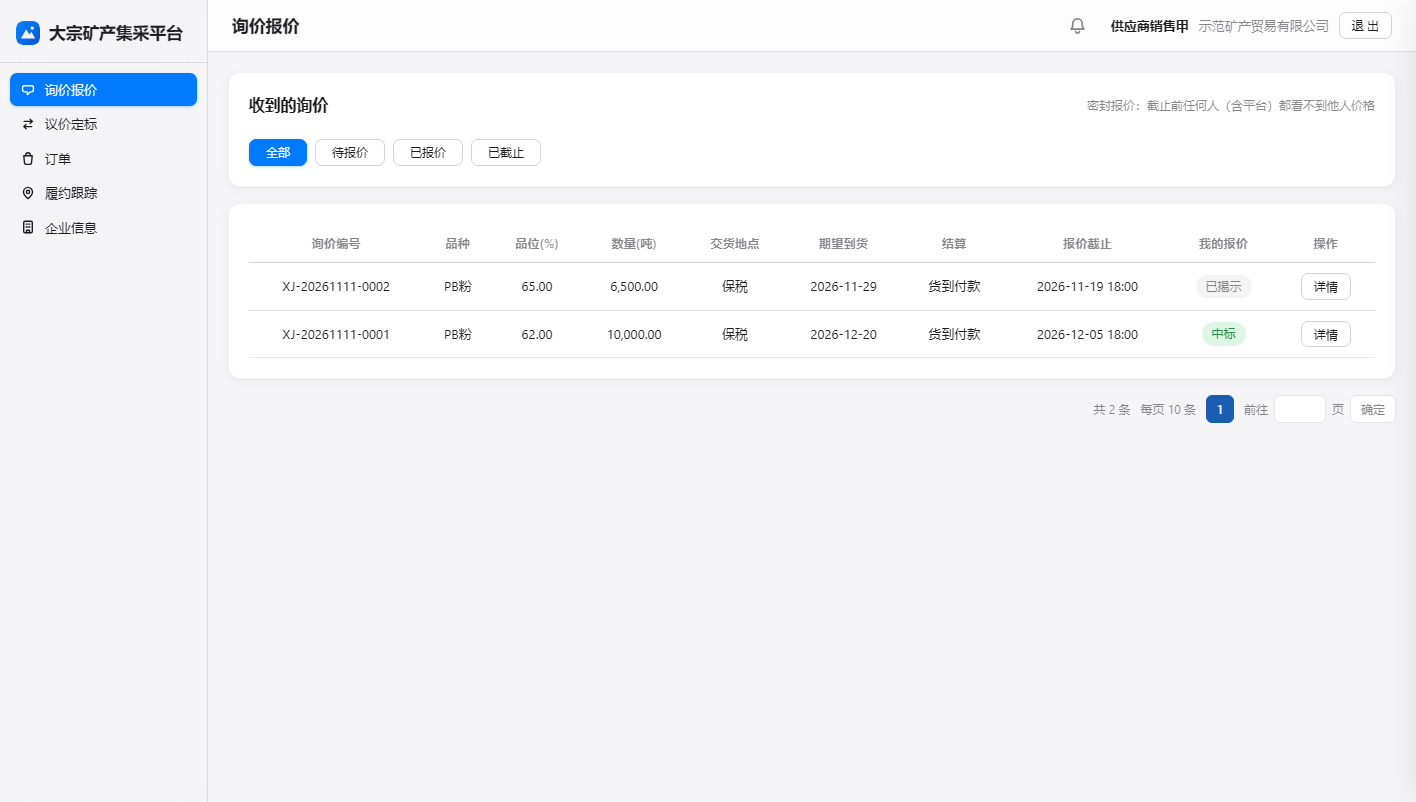 大宗矿产集采平台
询价报价
议价定标
订单
履约跟踪
企业信息
询价报价
供应商销售甲 示范矿产贸易有限公司 退 出
收到的询价
密封报价：截止前任何人（含平台）都看不到他人价格
全部 待报价 已报价 已截止
询价编号 品种 品位(%) 数量(吨) 交货地点 期望到货 结算 报价截止 我的报价 操作
XJ-20261111-0002 PB粉 65.00 6,500.00 保税 2026-11-29 货到付款 2026-11-19 18:00 已揭示 详情
XJ-20261111-0001 PB粉 62.00 10,000.00 保税 2026-12-20 货到付款 2026-12-05 18:00 中标 详情
共 2 条 每页 10 条 1 前往 页 确定